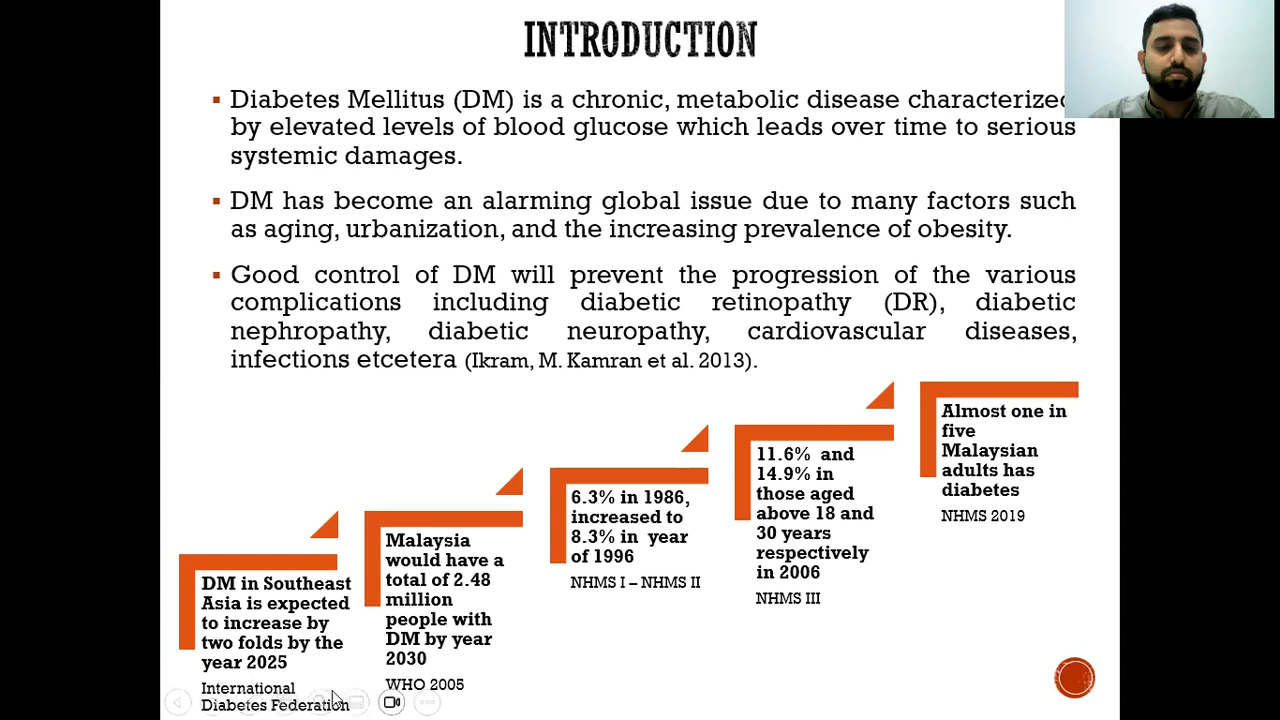 INTRODUCTION
Diabetes Mellitus (DM) is a chronic, metabolic disease characterized
by elevated levels of blood glucose which leads over time to serious
systemic damages.
DM has become an alarming global issue due to many factors such
as aging, urbanization, and the increasing prevalence of obesity.
Good control of DM will prevent the progression of the various
complications including diabetic retinopathy (DR), diabetic
nephropathy, diabetic neuropathy, cardiovascular diseases,
infections etcetera (Ikram, M. Kamran et al. 2013).
DM in Southeast
Asia is expected
to increase by
two folds by the
year 2025
International
Diabetes Federation
Malaysia
would have a
total of 2.48
million
people with
DM by year
2030
WHO 2005
6.3% in 1986,
increased to
8.3% in year
of 1996
NHMS I – NHMS II
11.6% and
14.9% in
those aged
above 18 and
30 years
respectively
in 2006
NHMS III
Almost one in
five
Malaysian
adults has
diabetes
NHMS 2019